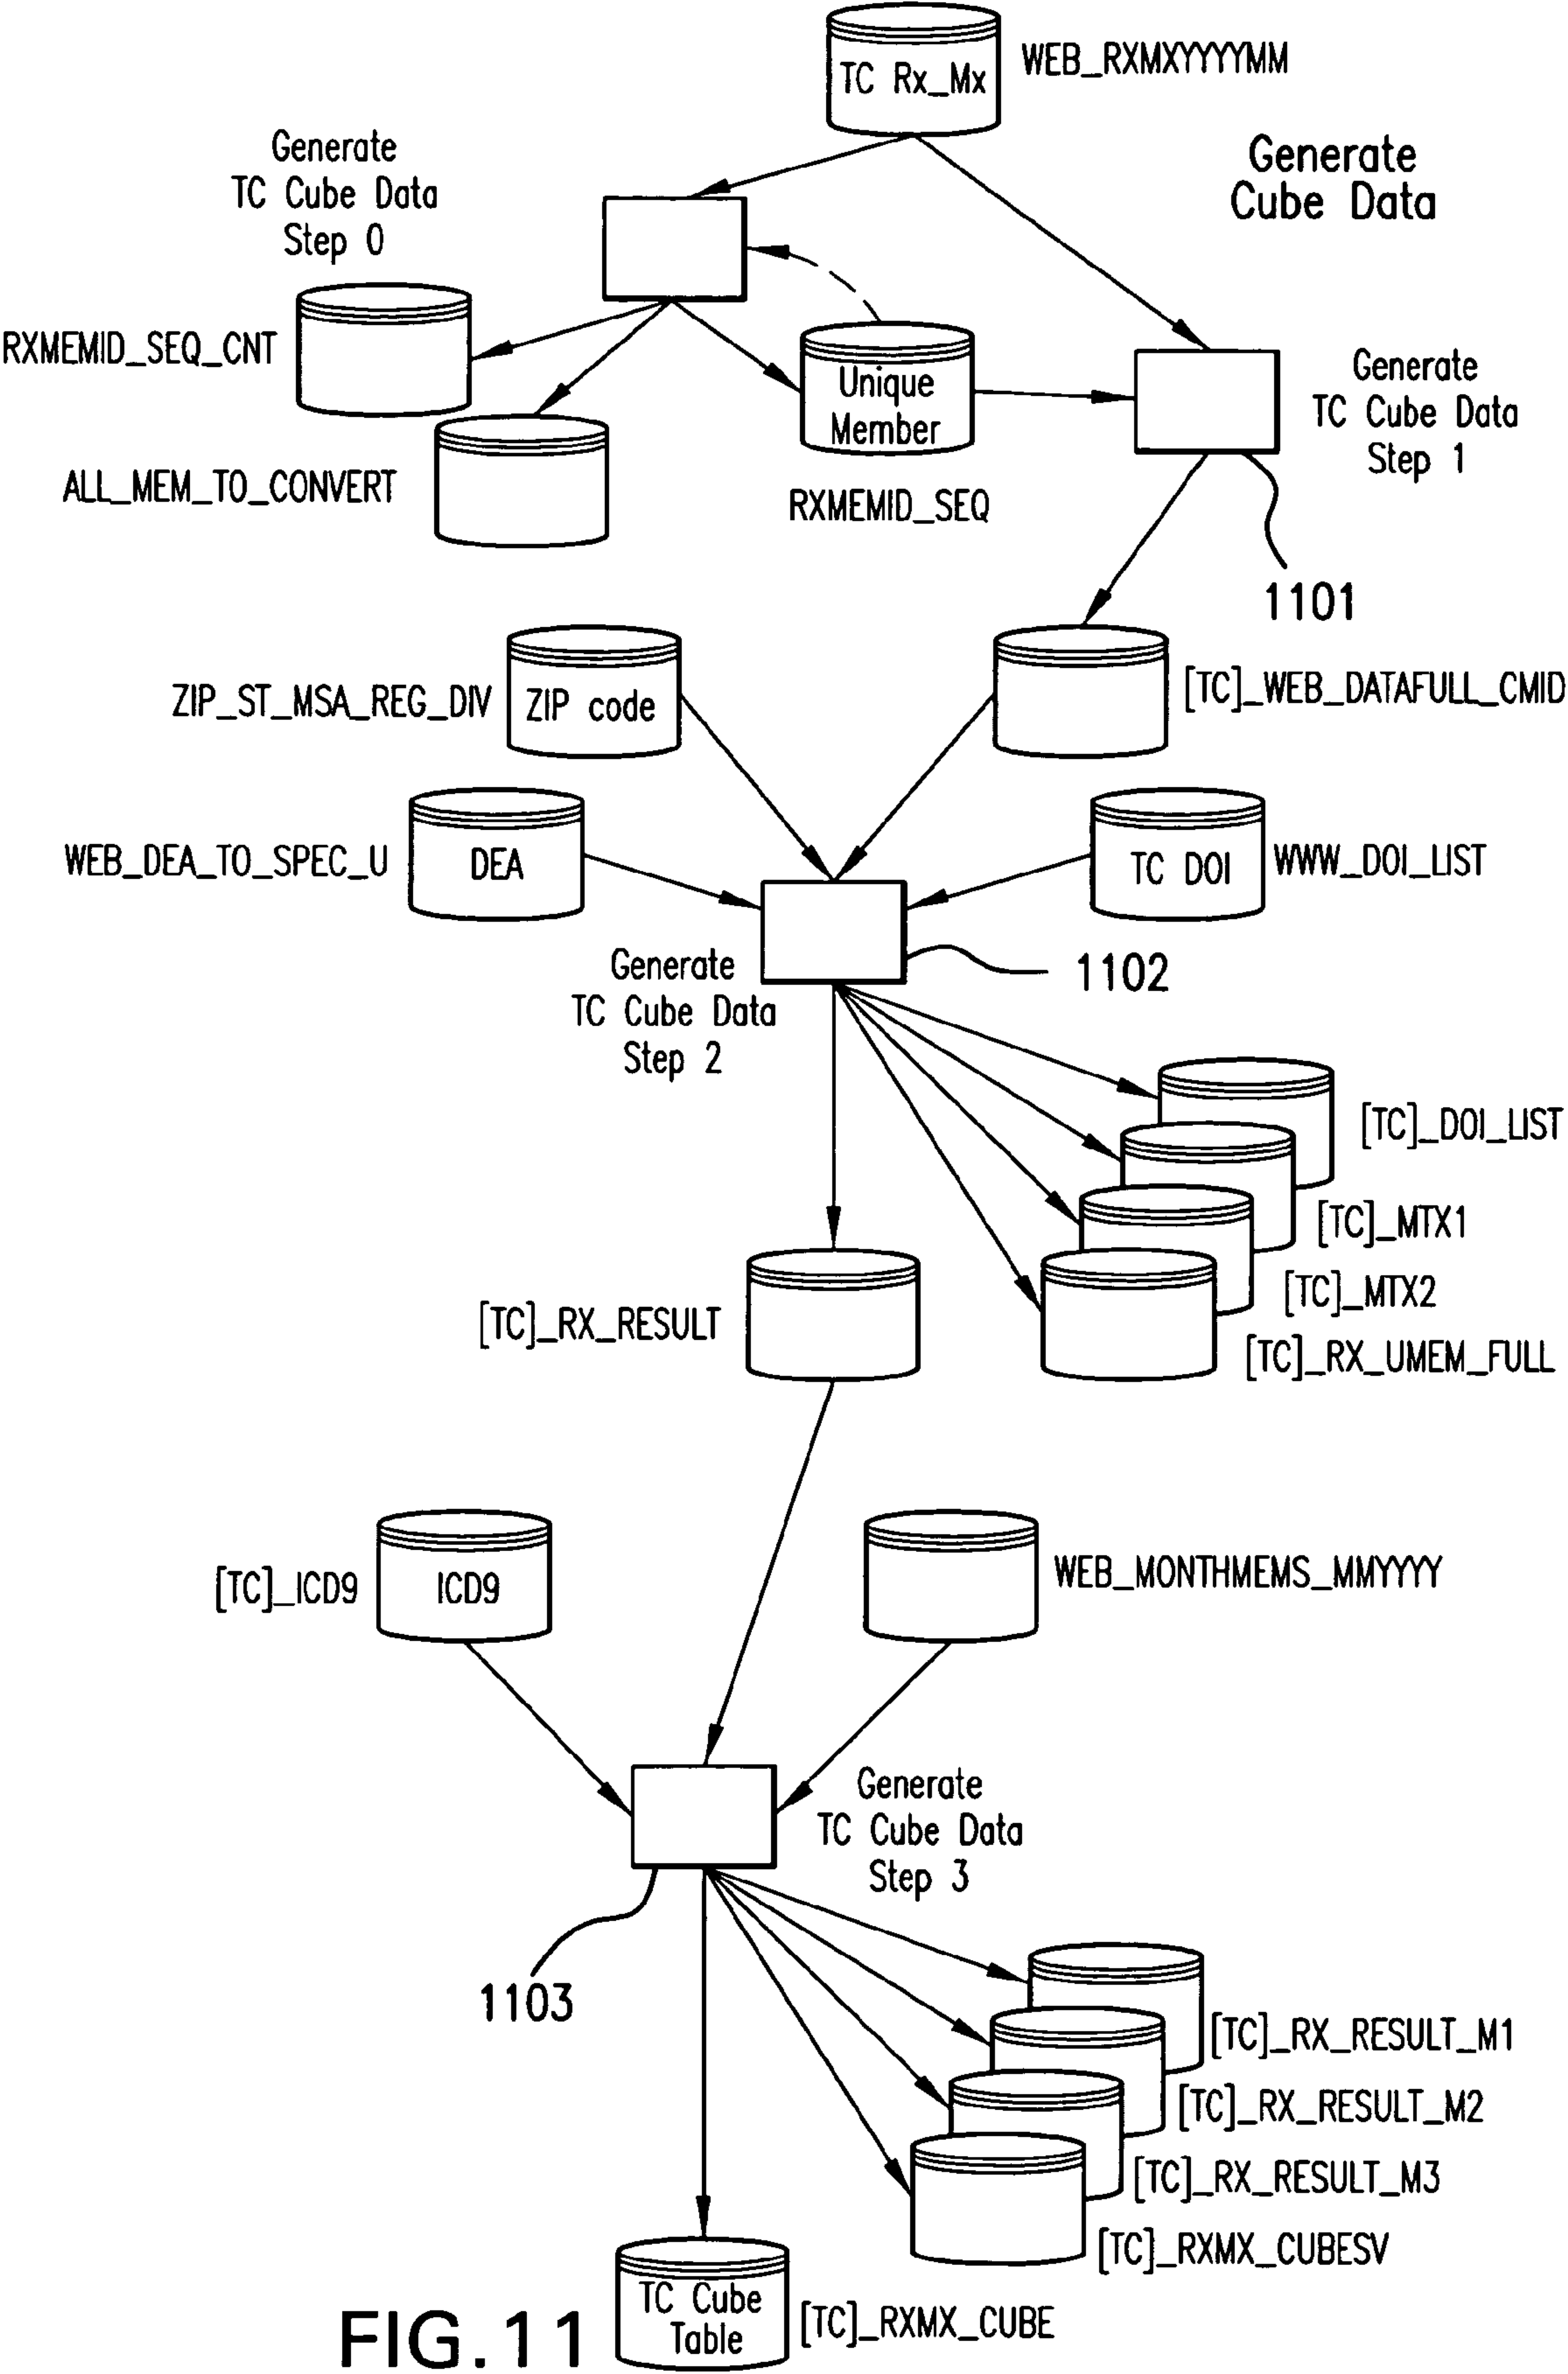 TC Rx_Mx
WEB_RXMXYYYYMM
Generate
Cube Data
Generate
TC Cube Data
Step 0
RXMEMID_SEQ_CNT
ALL_MEM_TO_CONVERT
Unique
Member
RXMEMID_SEQ
Generate
TC Cube Data
Step 1
1101
ZIP_ST_MSA_REG_DIV
ZIP code
[TC]_WEB_DATAFULL_CMID
WEB_DEA_TO_SPEC_U
DEA
TC DOI
WWW_DOI_LIST
Generate
TC Cube Data
Step 2
1102
[TC]_DOI_LIST
[TC]_MTX1
[TC]_MTX2
[TC]_RX_UMEM_FULL
[TC]_RX_RESULT
[TC]_ICD9
ICD9
WEB_MONTHMEMS_MMYYYY
Generate
TC Cube Data
Step 3
1103
[TC]_RX_RESULT_M1
[TC]_RX_RESULT_M2
[TC]_RX_RESULT_M3
[TC]_RXMX_CUBESV
TC Cube
Table
[TC]_RXMX_CUBE
FIG.11